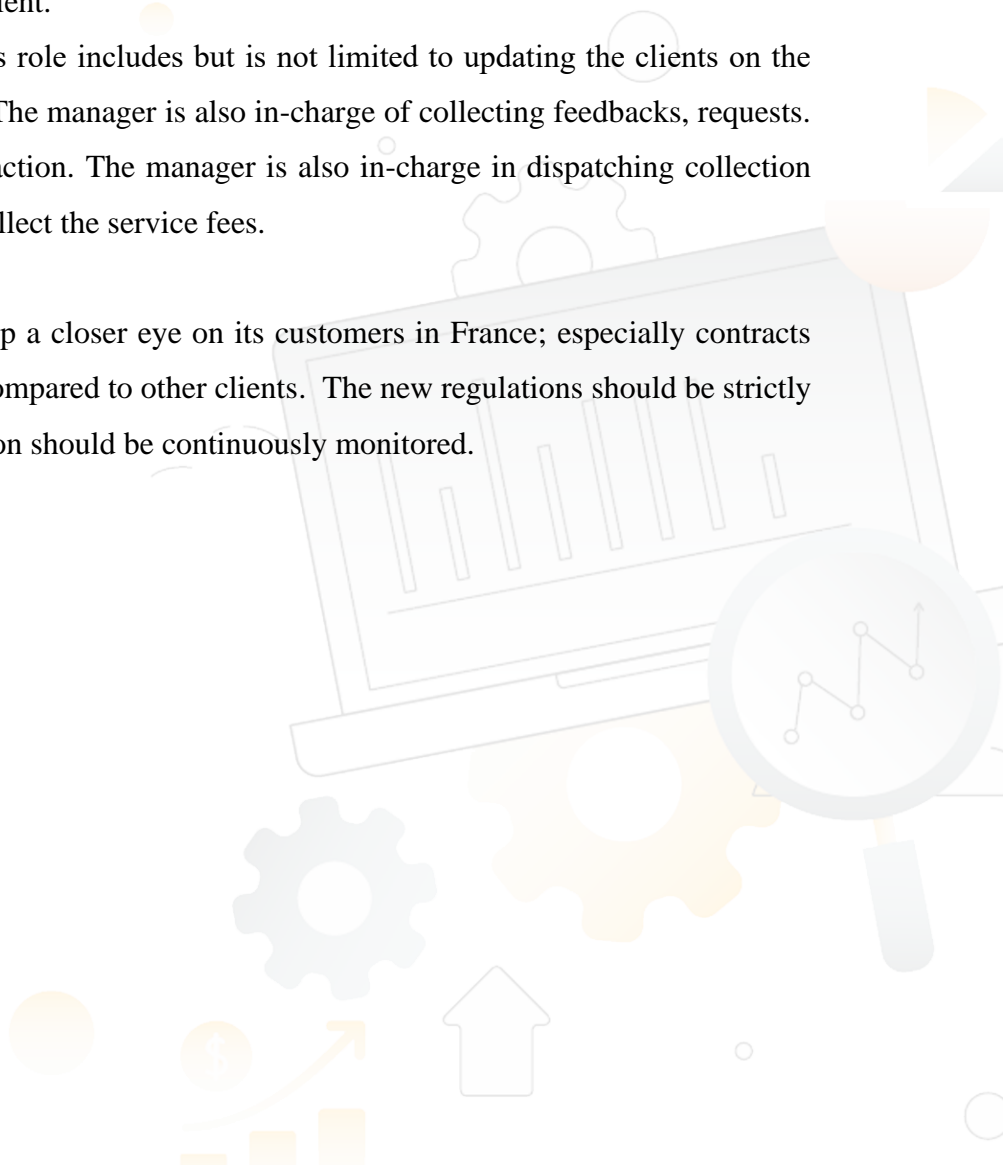 ient.
s role includes but is not limited to updating the clients on the
The manager is also in-charge of collecting feedbacks, requests.
action. The manager is also in-charge in dispatching collection
llect the service fees.
p a closer eye on its customers in France; especially contracts
ompared to other clients. The new regulations should be strictly
on should be continuously monitored.